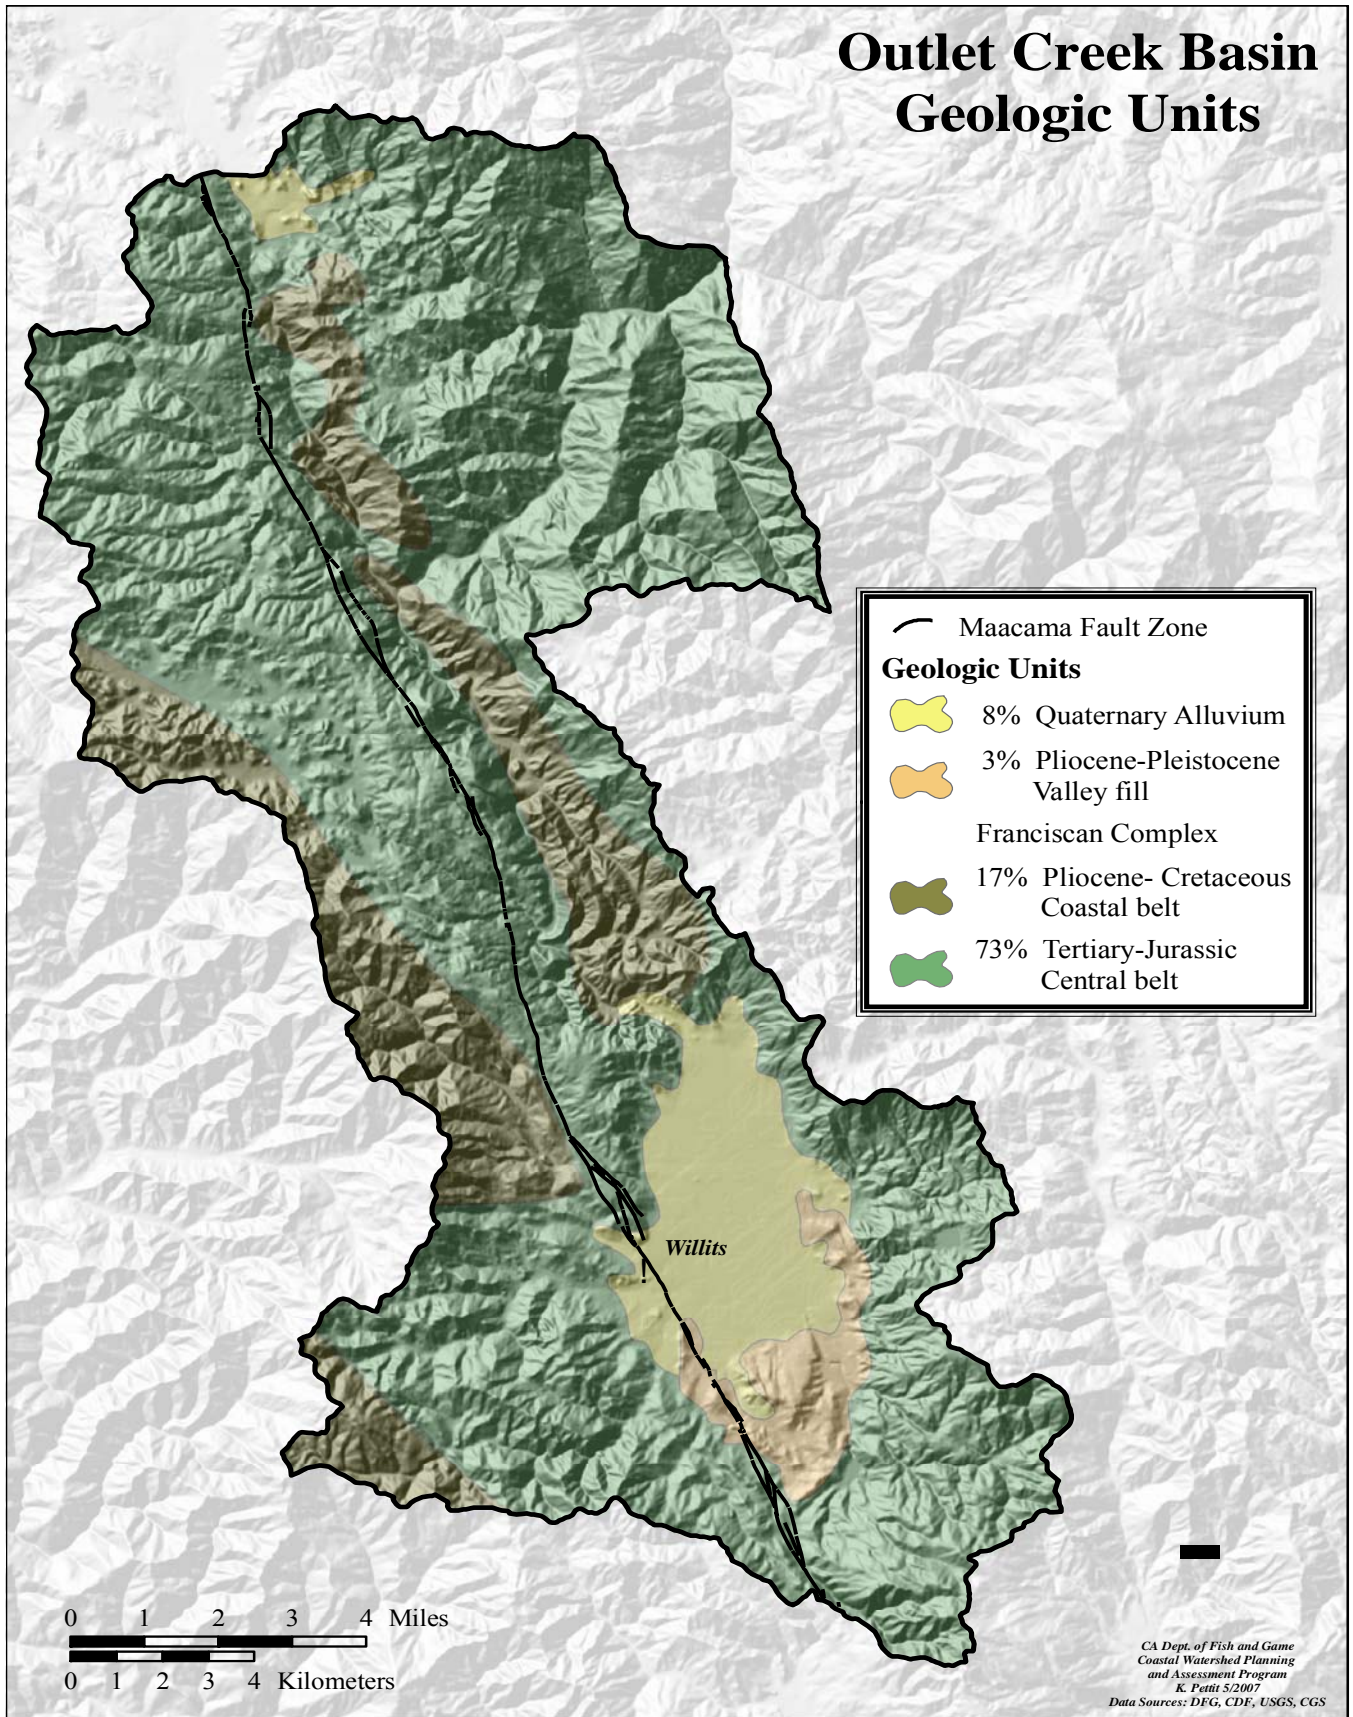 Outlet Creek Basin
Geologic Units
Maacama Fault Zone
Geologic Units
8% Quaternary Alluvium
3% Pliocene-Pleistocene
Valley fill
Franciscan Complex
17% Pliocene- Cretaceous
Coastal belt
73% Tertiary-Jurassic
Central belt
Willits
0 1 2 3 4 Miles
0 1 2 3 4 Kilometers
CA Dept. of Fish and Game
Coastal Watershed Planning
and Assessment Program
K. Pettit 5/2007
Data Sources: DFG, CDF, USGS, CGS